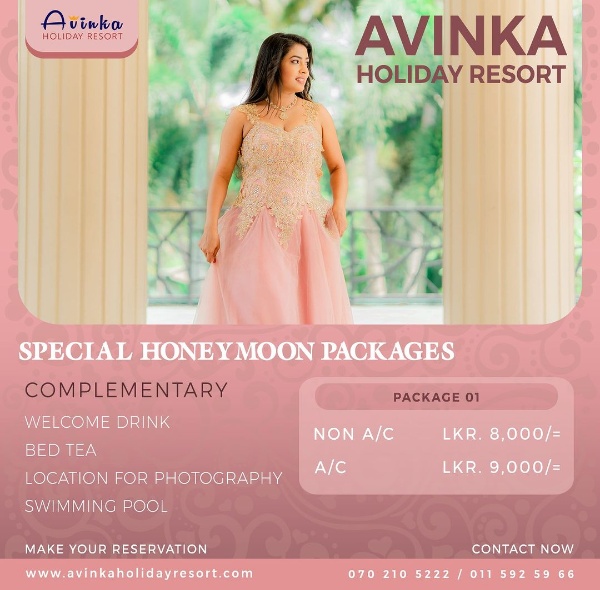 Avinka
HOLIDAY RESORT
AVINKA
HOLIDAY RESORT
SPECIAL HONEYMOON PACKAGES
COMPLEMENTARY
WELCOME DRINK
BED TEA
LOCATION FOR PHOTOGRAPHY
SWIMMING POOL
PACKAGE 01
NON A/C LKR. 8,000/=
A/C LKR. 9,000/=
MAKE YOUR RESERVATION
CONTACT NOW
www.avinkaholidayresort.com
070 210 5222 / 011 592 59 66